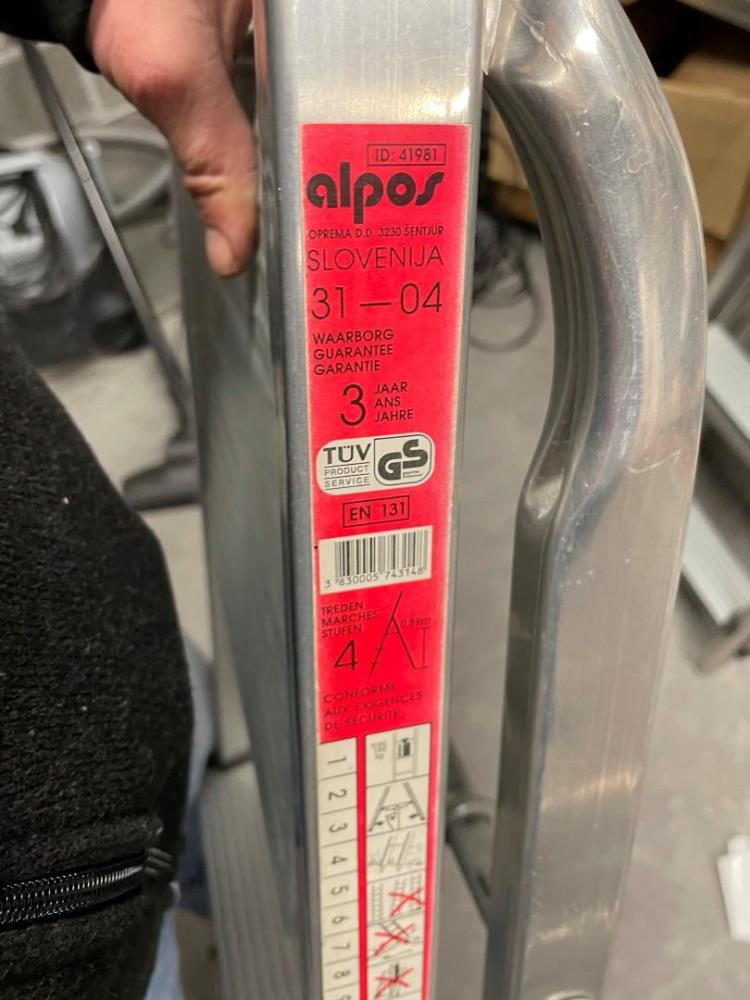 ID: 41981
alpos
OPREMA D.D. 3230 ŠENTJUR
SLOVENIJA
31—04
WAARBORG
GUARANTEE
GARANTIE
3 JAAR
ANS
JAHRE
TÜV
PRODUCT
SERVICE
GS
EN 131
3 830005 743148
TREDEN
MARCHES
STUFEN
4
0,89m
CONFORME
AUX EXIGENCES
DE SÉCURITÉ
1
2
3
4
5
6
7
8